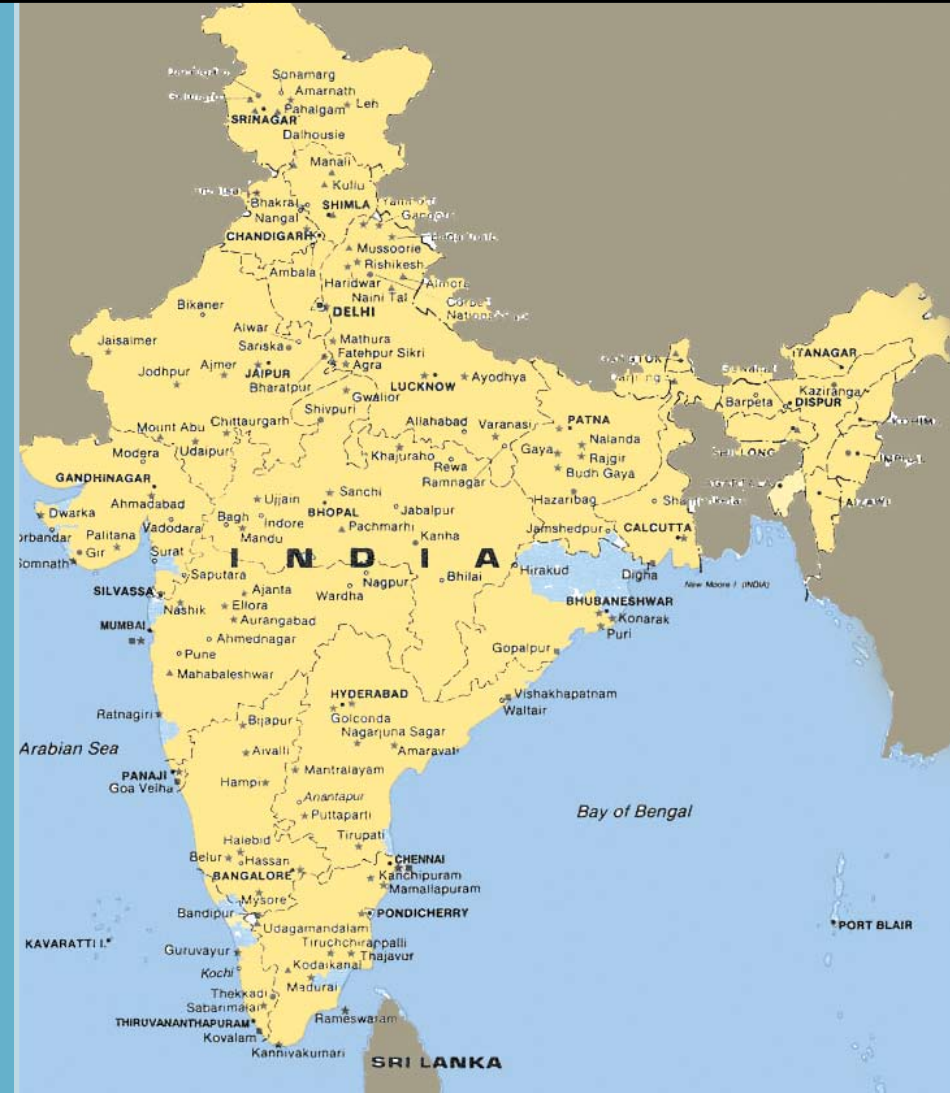 Sonamarg
Amarnath
Pahalgam
Leh
SRINAGAR
Dalhousie
Manali
Kullu
Bhakra
SHIMLA
Nangal
CHANDIGARH
Mussoorie
Ambala
Rishikesh
Haridwar
Almora
Naini Tal
Bikaner
DELHI
Alwar
Mathura
Jaisalmer
Sariska
Fatehpur Sikri
Ajmer
Agra
ITANAGAR
Jodhpur
JAIPUR
LUCKNOW
Ayodhya
Bharatpur
Kaziranga
Gwalior
Barpeta
DISPUR
Shivpuri
Chittaurgarh
Allahabad
PATNA
Mount Abu
Varanasi
Udaipur
Nalanda
Modera
Khajuraho
Gaya
Rajgir
Rewa
GANDHINAGAR
Ramnagar
Budh Gaya
Ahmadabad
Ujjain
Sanchi
Hazaribag
Dwarka
Bagh
BHOPAL
Jabalpur
Indore
Vadodara
Pachmarhi
Jamshedpur
CALCUTTA
orbandar
Palitana
Mandu
Kanha
Gir
Surat
INDIA
Somnath
Saputara
Nagpur
Bhilai
Hirakud
Digha
New Moore I. (INDIA)
SILVASSA
Ajanta
Wardha
Nashik
Ellora
BHUBANESHWAR
MUMBAI
Aurangabad
Konarak
Ahmednagar
Puri
Pune
Gopalpur
Mahabaleshwar
HYDERABAD
Vishakhapatnam
Waltair
Ratnagiri
Bijapur
Golconda
Nagarjuna Sagar
Arabian Sea
Aivalli
Amaravati
PANAJI
Mantralayam
Goa Velha
Hampi
Anantapur
Puttaparti
Bay of Bengal
Halebid
Tirupati
Belur
Hassan
CHENNAI
BANGALORE
Kanchipuram
Mamallapuram
Mysore
Bandipur
PONDICHERRY
Udagamandalam
PORT BLAIR
KAVARATTI I.
Guruvayur
Tiruchchirappalli
Thajavur
Kochi
Kodaikanal
Madurai
Thekkadi
Sabarimalai
THIRUVANANTHAPURAM
Rameswaram
Kovalam
Kannivakumari
SRI LANKA